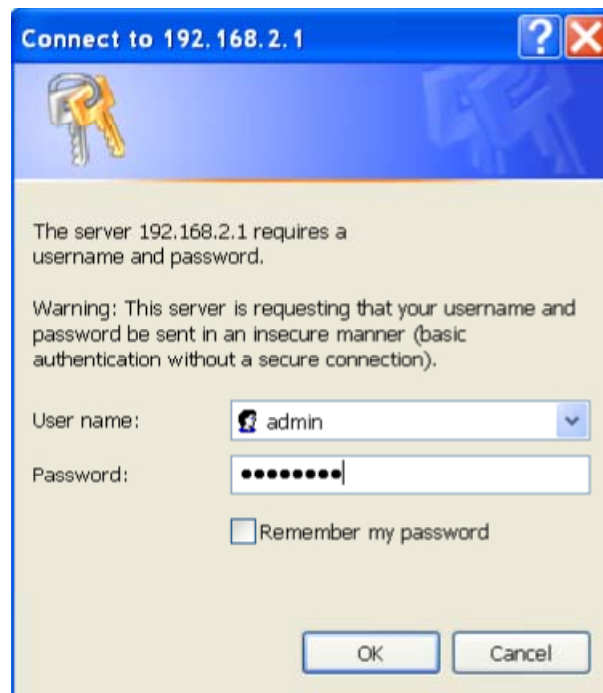 Connect to 192.168.2.1
The server 192.168.2.1 requires a
username and password.
Warning: This server is requesting that your username and
password be sent in an insecure manner (basic
authentication without a secure connection).
User name: admin
Password: ●●●●●●●●
Remember my password
OK Cancel